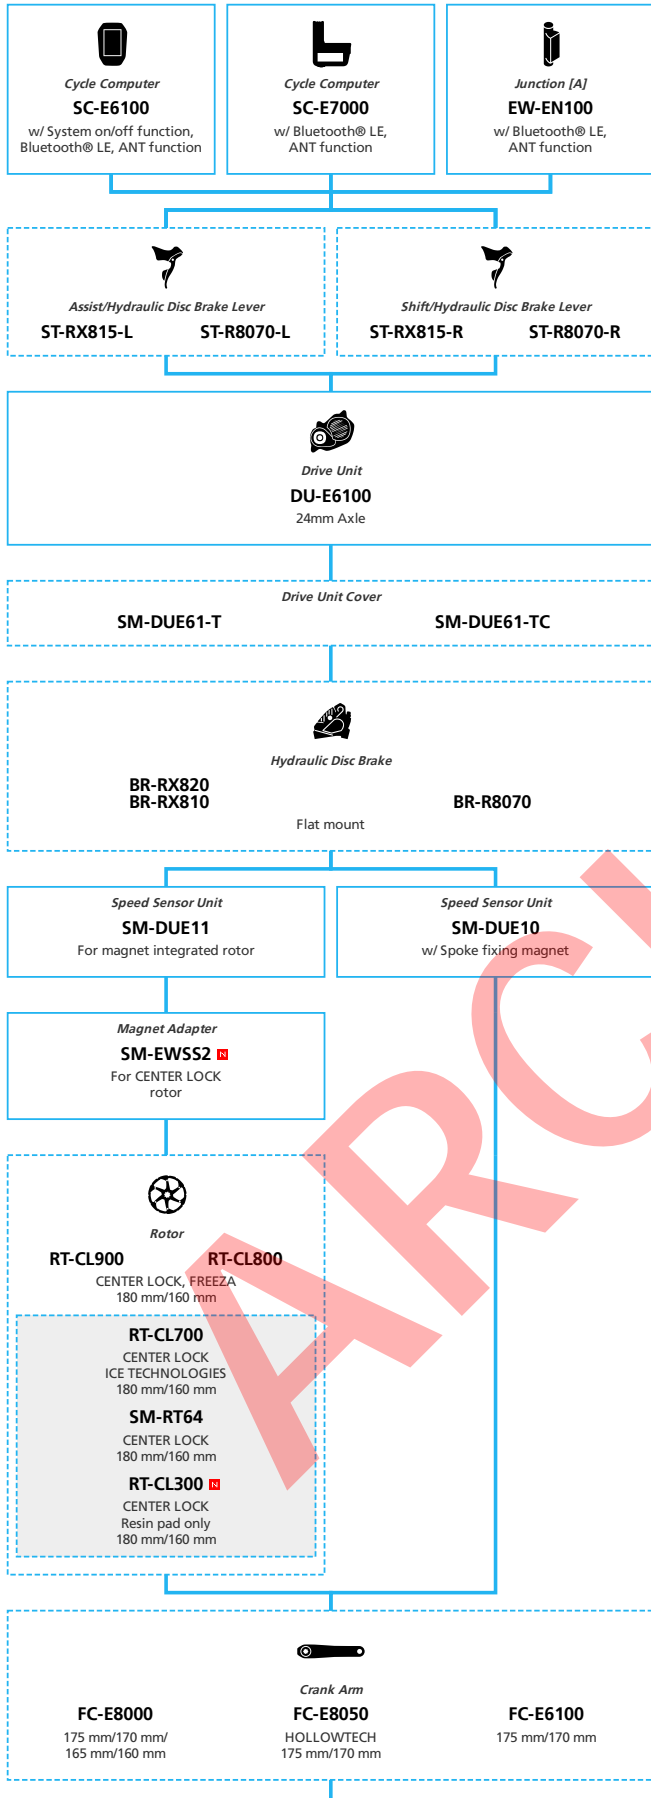 Cycle Computer
SC-E6100
w/ System on/off function,
Bluetooth® LE, ANT function
Cycle Computer
SC-E7000
w/ Bluetooth® LE,
ANT function
Junction [A]
EW-EN100
w/ Bluetooth® LE,
ANT function
Assist/Hydraulic Disc Brake Lever
ST-RX815-L ST-R8070-L
Shift/Hydraulic Disc Brake Lever
ST-RX815-R ST-R8070-R
Drive Unit
DU-E6100
24mm Axle
Drive Unit Cover
SM-DUE61-T SM-DUE61-TC
Hydraulic Disc Brake
BR-RX820
BR-RX810
BR-R8070
Flat mount
Speed Sensor Unit
SM-DUE11
For magnet integrated rotor
Speed Sensor Unit
SM-DUE10
w/ Spoke fixing magnet
Magnet Adapter
SM-EWSS2 N
For CENTER LOCK
rotor
Rotor
RT-CL900 RT-CL800
CENTER LOCK, FREEZA
180 mm/160 mm
RT-CL700
CENTER LOCK
ICE TECHNOLOGIES
180 mm/160 mm
SM-RT64
CENTER LOCK
180 mm/160 mm
RT-CL300 N
CENTER LOCK
Resin pad only
180 mm/160 mm
Crank Arm
FC-E8000
175 mm/170 mm/
165 mm/160 mm
FC-E8050
HOLLOWTECH
175 mm/170 mm
FC-E6100
175 mm/170 mm